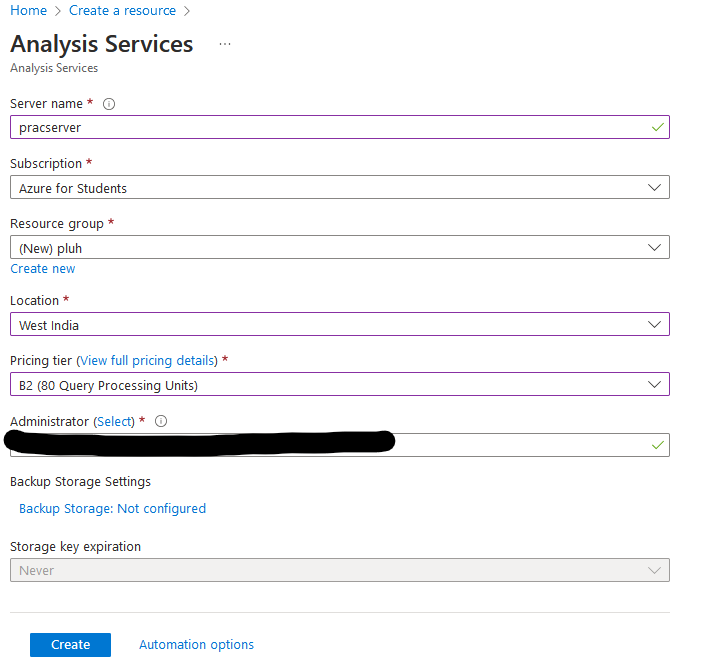 Home > Create a resource >
Analysis Services ...
Analysis Services
Server name *
pracserver
Subscription *
Azure for Students
Resource group *
(New) pluh
Create new
Location *
West India
Pricing tier (View full pricing details) *
B2 (80 Query Processing Units)
Administrator (Select) *
Backup Storage Settings
Backup Storage: Not configured
Storage key expiration
Never
Create Automation options